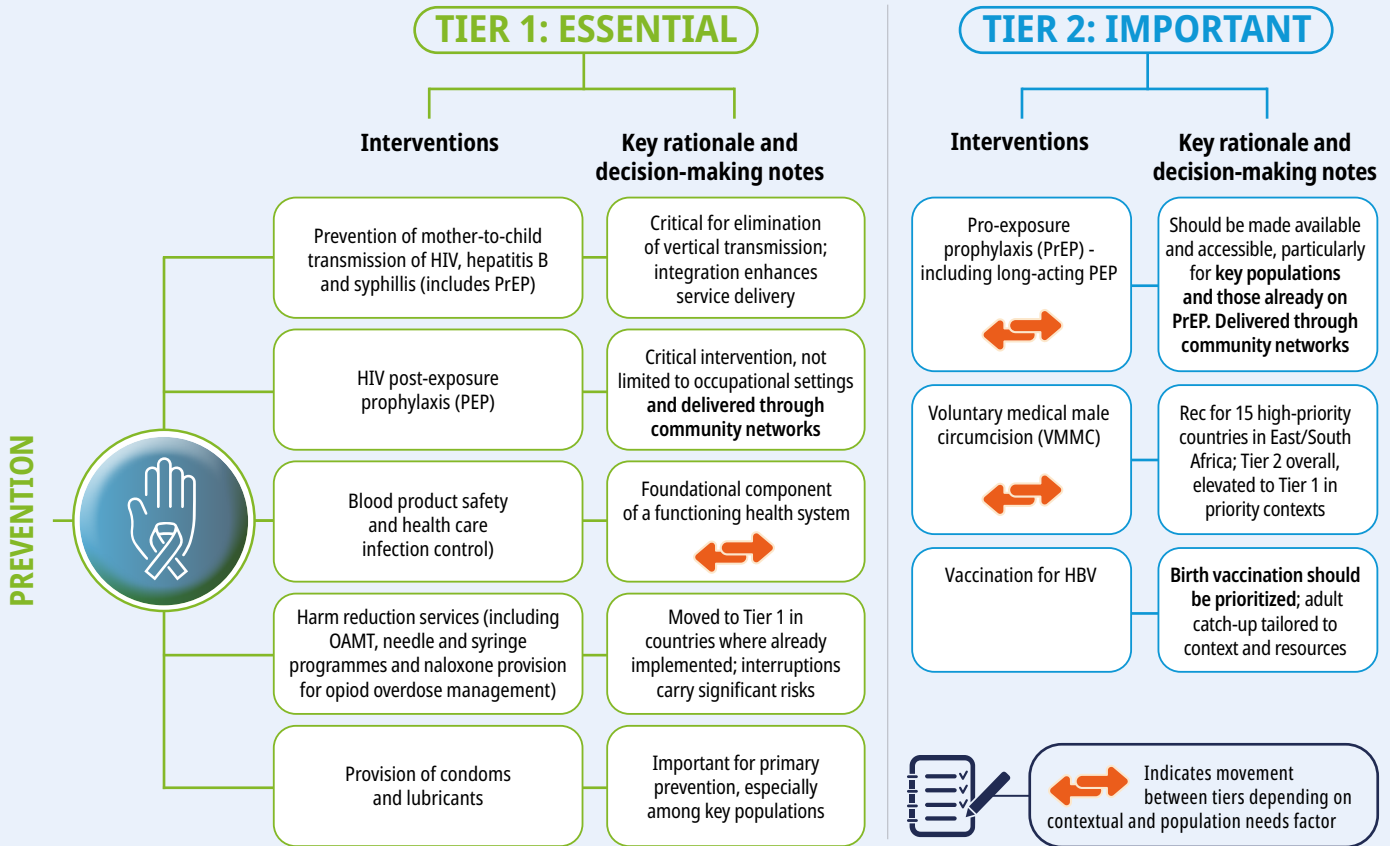 TIER 1: ESSENTIAL
Interventions
Key rationale and
decision-making notes
PREVENTION
Prevention of mother-to-child
transmission of HIV, hepatitis B
and syphillis (includes PrEP)
Critical for elimination
of vertical transmission;
integration enhances
service delivery
HIV post-exposure
prophylaxis (PEP)
Critical intervention, not
limited to occupational settings
and delivered through
community networks
Blood product safety
and health care
infection control)
Foundational component
of a functioning health system
Harm reduction services (including
OAMT, needle and syringe
programmes and naloxone provision
for opiod overdose management)
Moved to Tier 1 in
countries where already
implemented; interruptions
carry significant risks
Provision of condoms
and lubricants
Important for primary
prevention, especially
among key populations
TIER 2: IMPORTANT
Interventions
Key rationale and
decision-making notes
Pro-exposure
prophylaxis (PrEP) -
including long-acting PEP
Should be made available
and accessible, particularly
for key populations
and those already on
PrEP. Delivered through
community networks
Voluntary medical male
circumcision (VMMC)
Rec for 15 high-priority
countries in East/South
Africa; Tier 2 overall,
elevated to Tier 1 in
priority contexts
Vaccination for HBV
Birth vaccination should
be prioritized; adult
catch-up tailored to
context and resources
Indicates movement
between tiers depending on
contextual and population needs factor